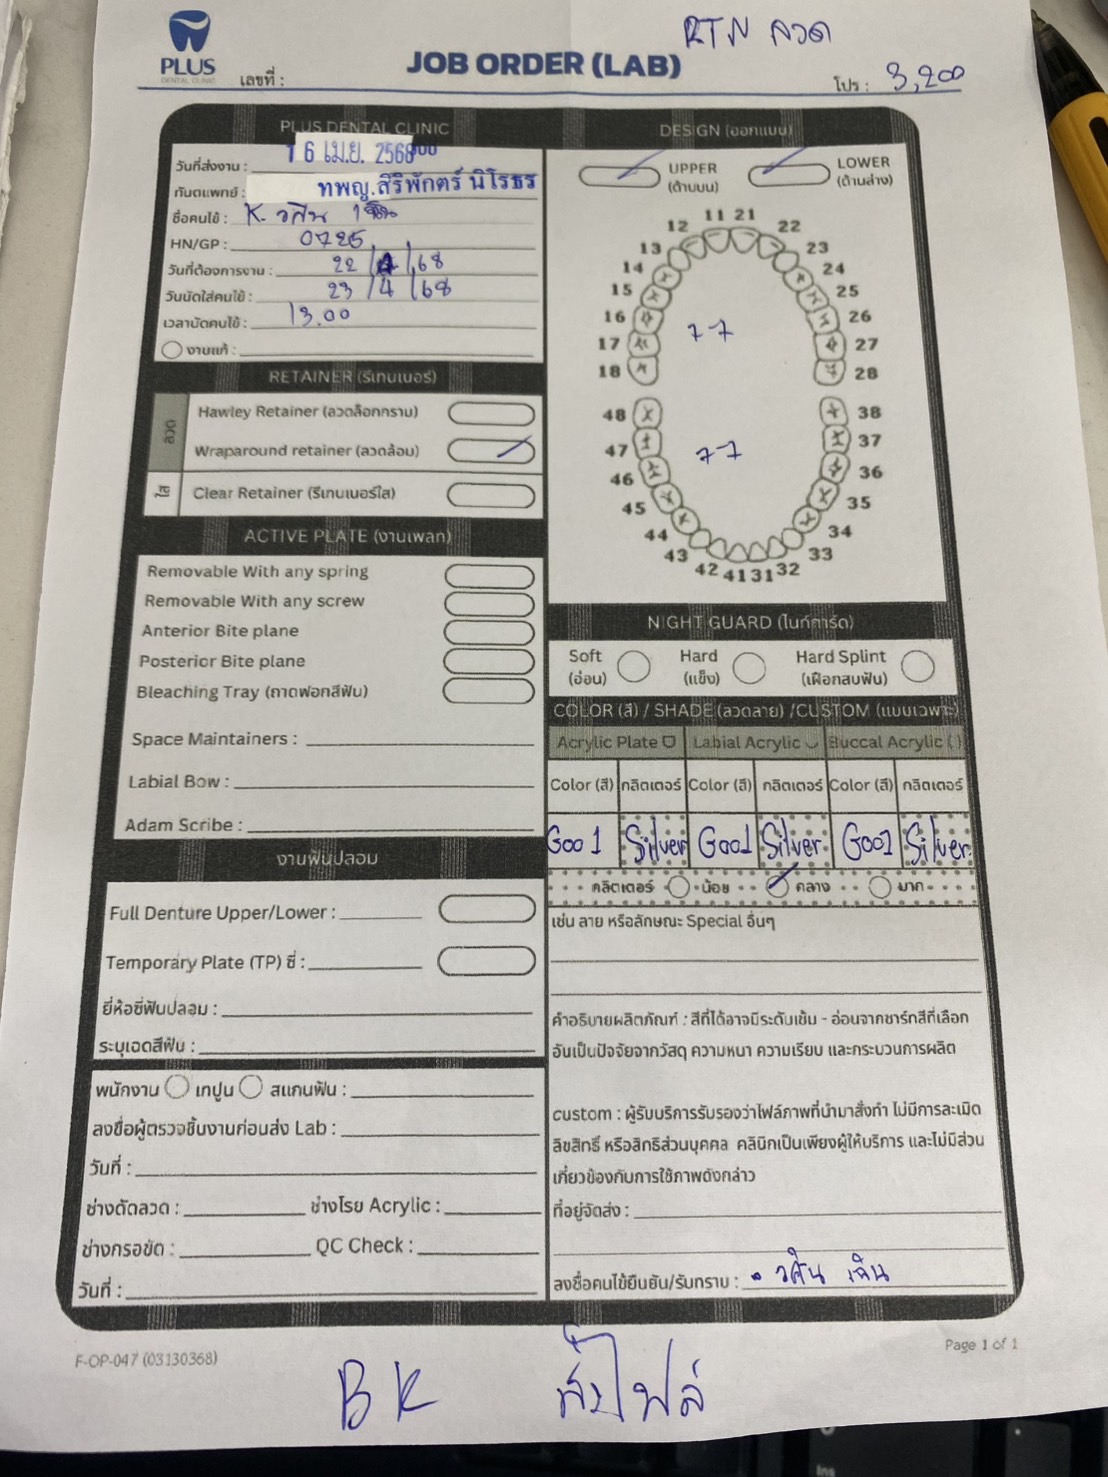 RTN ลวด
PLUS
DENTAL CLINIC
JOB ORDER (LAB)
เลขที่ :
โปร : 3,200
PLUS DENTAL CLINIC
วันที่ส่งงาน : 16 เม.ย. 2568
ทันตแพทย์ : ทพญ.สิริพักตร์ นิโรธร
ชื่อคนไข้ : K. วศิน
HN/GP : 0725
วันที่ต้องการงาน : 22/4/68
วันนัดใส่คนไข้ : 23/4/68
เวลานัดคนไข้ : 13.00
งานแก้ :
RETAINER (รีเทนเนอร์)
ลวด
Hawley Retainer (ลวดล็อกกราม)
Wraparound retainer (ลวดล้อม)
ใส
Clear Retainer (รีเทนเนอร์ใส)
ACTIVE PLATE (งานเพลท)
Removable With any spring
Removable With any screw
Anterior Bite plane
Posterior Bite plane
Bleaching Tray (ถาดฟอกสีฟัน)
Space Maintainers :
Labial Bow :
Adam Scribe :
งานฟันปลอม
Full Denture Upper/Lower :
Temporary Plate (TP) ซี่ :
ยี่ห้อซี่ฟันปลอม :
ระบุเฉดสีฟัน :
พนักงาน เทปูน สแกนฟัน :
ลงชื่อผู้ตรวจชิ้นงานก่อนส่ง Lab :
วันที่ :
ช่างดัดลวด : ช่างโรย Acrylic :
ช่างกรอขัด : QC Check :
วันที่ :
DESIGN (ออกแบบ)
UPPER
(ด้านบน)
LOWER
(ด้านล่าง)
11 21
12 22
13 23
14 24
15 25
16 26
17 7-7 27
18 28
48 38
47 7-7 37
46 36
45 35
44 34
43 33
42 41 31 32
NIGHT GUARD (ไนท์การ์ด)
Soft
(อ่อน)
Hard
(แข็ง)
Hard Splint
(เฝือกสบฟัน)
COLOR (สี) / SHADE (ลวดลาย) /CUSTOM (แบบเฉพาะ)
Acrylic Plate Labial Acrylic Buccal Acrylic ( )
Color (สี) กลิตเตอร์ Color (สี) กลิตเตอร์ Color (สี) กลิตเตอร์
G001 Silver G001 Silver G001 Silver
กลิตเตอร์ น้อย กลาง มาก
เช่น ลาย หรือลักษณะ Special อื่นๆ
คำอธิบายผลิตภัณฑ์ : สีที่ได้อาจมีระดับเข้ม - อ่อนจากชาร์ทสีที่เลือก
อันเป็นปัจจัยจากวัสดุ ความหนา ความเรียบ และกระบวนการผลิต
custom : ผู้รับบริการรับรองว่าไฟล์ภาพที่นำมาสั่งทำ ไม่มีการละเมิด
ลิขสิทธิ์ หรือสิทธิส่วนบุคคล คลินิกเป็นเพียงผู้ให้บริการ และไม่มีส่วน
เกี่ยวข้องกับการใช้ภาพดังกล่าว
ที่อยู่จัดส่ง :
ลงชื่อคนไข้ยืนยัน/รับทราบ : วศิน เฉิน
F-OP-047 (03130368)
Page 1 of 1
BK
Ins